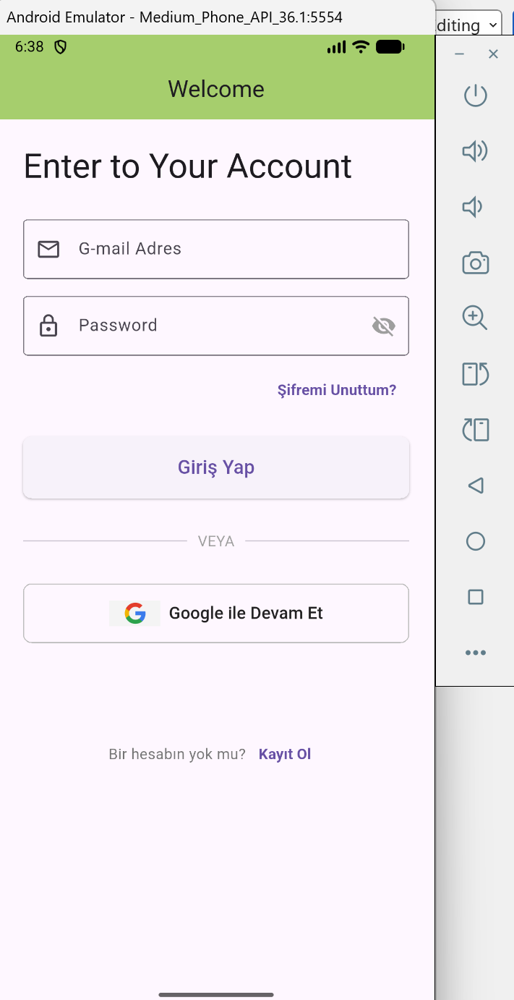 Android Emulator - Medium_Phone_API_36.1:5554
diting
6:38
Welcome
Enter to Your Account
G-mail Adres
Password
Şifremi Unuttum?
Giriş Yap
VEYA
Google ile Devam Et
Bir hesabın yok mu? Kayıt Ol